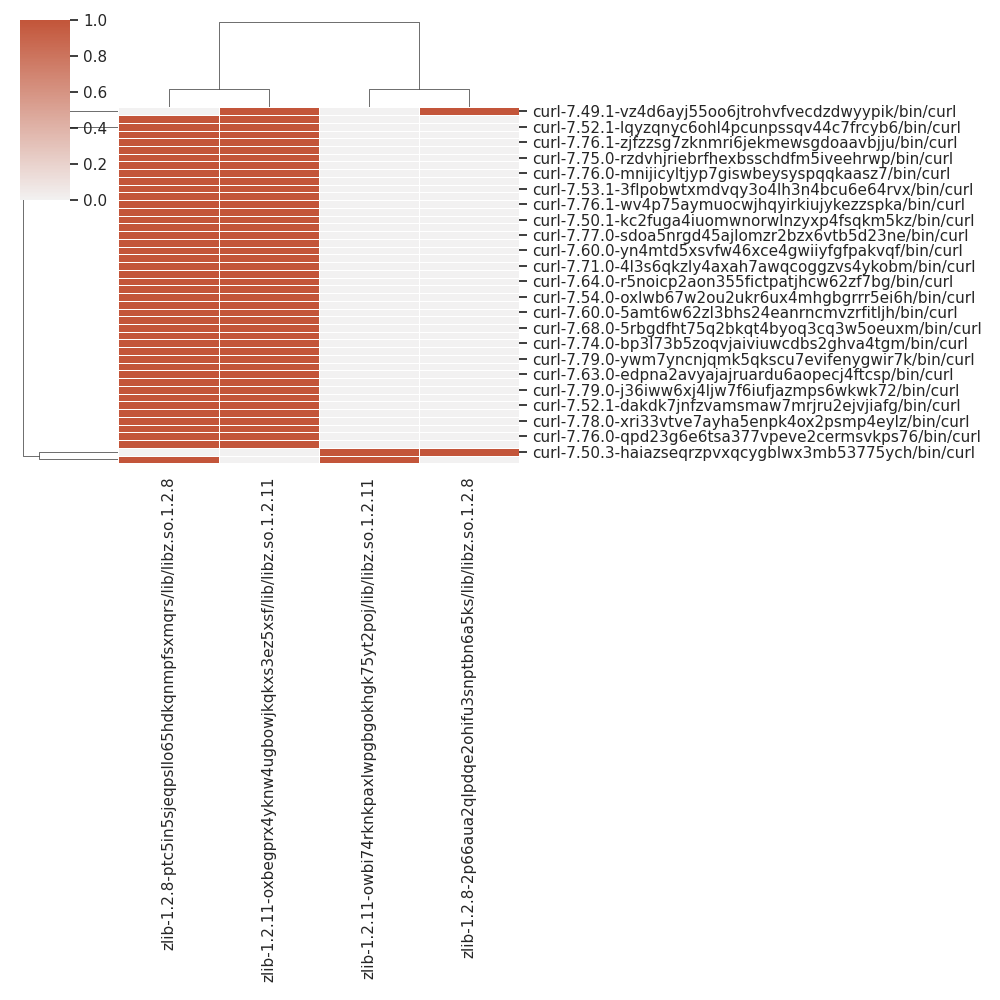 1.0
0.8
0.6
0.4
0.2
0.0
curl-7.49.1-vz4d6ayj55oo6jtrohvfvecdzdwyypik/bin/curl
curl-7.52.1-lqyzqnyc6ohl4pcunpssqv44c7frcyb6/bin/curl
curl-7.76.1-zjfzzsg7zknmri6jekmewsgdoaavbjju/bin/curl
curl-7.75.0-rzdvhjriebrfhexbsschdfm5iveehrwp/bin/curl
curl-7.76.0-mnijicyltjyp7giswbeysyspqqkaasz7/bin/curl
curl-7.53.1-3flpobwtxmdvqy3o4lh3n4bcu6e64rvx/bin/curl
curl-7.76.1-wv4p75aymuocwjhqyirkiujykezzspka/bin/curl
curl-7.50.1-kc2fuga4iuomwnorwlnzyxp4fsqkm5kz/bin/curl
curl-7.77.0-sdoa5nrgd45ajlomzr2bzx6vtb5d23ne/bin/curl
curl-7.60.0-yn4mtd5xsvfw46xce4gwiiyfgfpakvqf/bin/curl
curl-7.71.0-4l3s6qkzly4axah7awqcoggzvs4ykobm/bin/curl
curl-7.64.0-r5noicp2aon355fictpatjhcw62zf7bg/bin/curl
curl-7.54.0-oxlwb67w2ou2ukr6ux4mhgbgrrr5ei6h/bin/curl
curl-7.60.0-5amt6w62zl3bhs24eanrncmvzrfitljh/bin/curl
curl-7.68.0-5rbgdfht75q2bkqt4byoq3cq3w5oeuxm/bin/curl
curl-7.74.0-bp3l73b5zoqvjaiviuwcdbs2ghva4tgm/bin/curl
curl-7.79.0-ywm7yncnjqmk5qkscu7evifenygwir7k/bin/curl
curl-7.63.0-edpna2avyajajruardu6aopecj4ftcsp/bin/curl
curl-7.79.0-j36iww6xj4ljw7f6iufjazmps6wkwk72/bin/curl
curl-7.52.1-dakdk7jnfzvamsmaw7mrjru2ejvjiafg/bin/curl
curl-7.78.0-xri33vtve7ayha5enpk4ox2psmp4eylz/bin/curl
curl-7.76.0-qpd23g6e6tsa377vpeve2cermsvkps76/bin/curl
curl-7.50.3-haiazseqrzpvxqcygblwx3mb53775ych/bin/curl
zlib-1.2.8-ptc5in5sjeqpsllo65hdkqnmpfsxmqrs/lib/libz.so.1.2.8
zlib-1.2.11-oxbegprx4yknw4ugbowjkqkxs3ez5xsf/lib/libz.so.1.2.11
zlib-1.2.11-owbi74rknkpaxlwpgbgokhgk75yt2poj/lib/libz.so.1.2.11
zlib-1.2.8-2p66aua2qlpdqe2ohifu3snptbn6a5ks/lib/libz.so.1.2.8